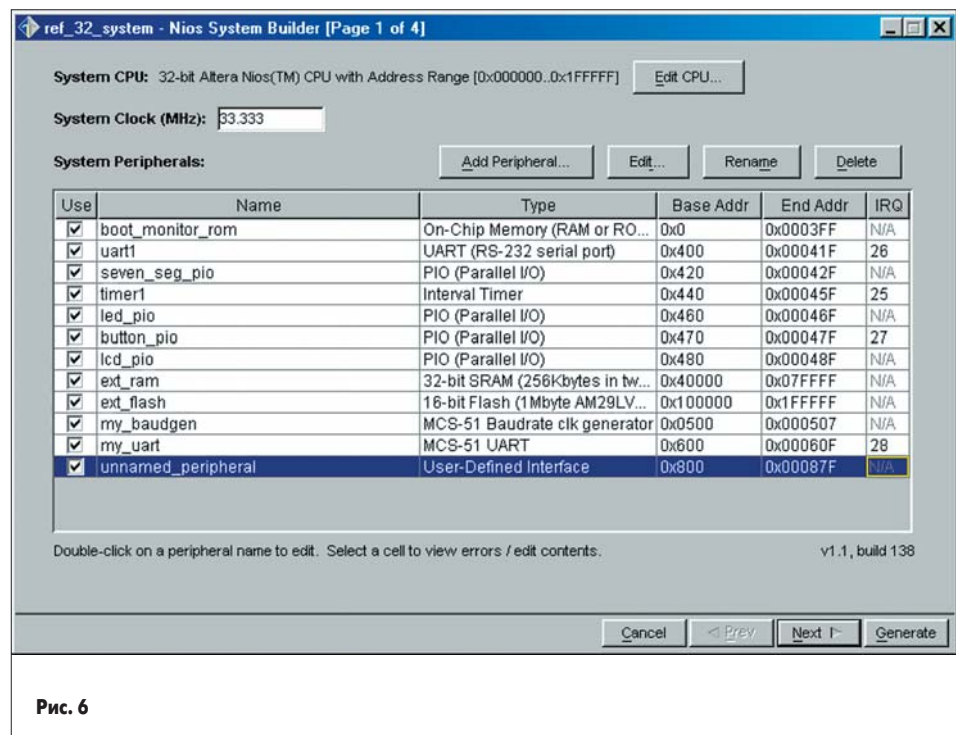 ref_32_system - Nios System Builder [Page 1 of 4]
System CPU: 32-bit Altera Nios(TM) CPU with Address Range [0x000000..0x1FFFFF] Edit CPU...
System Clock (MHz): 33.333
System Peripherals: Add Peripheral... Edit... Rename Delete
Use Name Type Base Addr End Addr IRQ
boot_monitor_rom On-Chip Memory (RAM or RO... 0x0 0x0003FF N/A
uart1 UART (RS-232 serial port) 0x400 0x00041F 26
seven_seg_pio PIO (Parallel I/O) 0x420 0x00042F N/A
timer1 Interval Timer 0x440 0x00045F 25
led_pio PIO (Parallel I/O) 0x460 0x00046F N/A
button_pio PIO (Parallel I/O) 0x470 0x00047F 27
lcd_pio PIO (Parallel I/O) 0x480 0x00048F N/A
ext_ram 32-bit SRAM (256Kbytes in tw... 0x40000 0x07FFFF N/A
ext_flash 16-bit Flash (1Mbyte AM29LV... 0x100000 0x1FFFFF N/A
my_baudgen MCS-51 Baudrate clk generator 0x0500 0x000507 N/A
my_uart MCS-51 UART 0x600 0x00060F 28
unnamed_peripheral User-Defined Interface 0x800 0x00087F N/A
Double-click on a peripheral name to edit. Select a cell to view errors / edit contents. v1.1, build 138
Cancel Prev Next Generate
Рис. 6